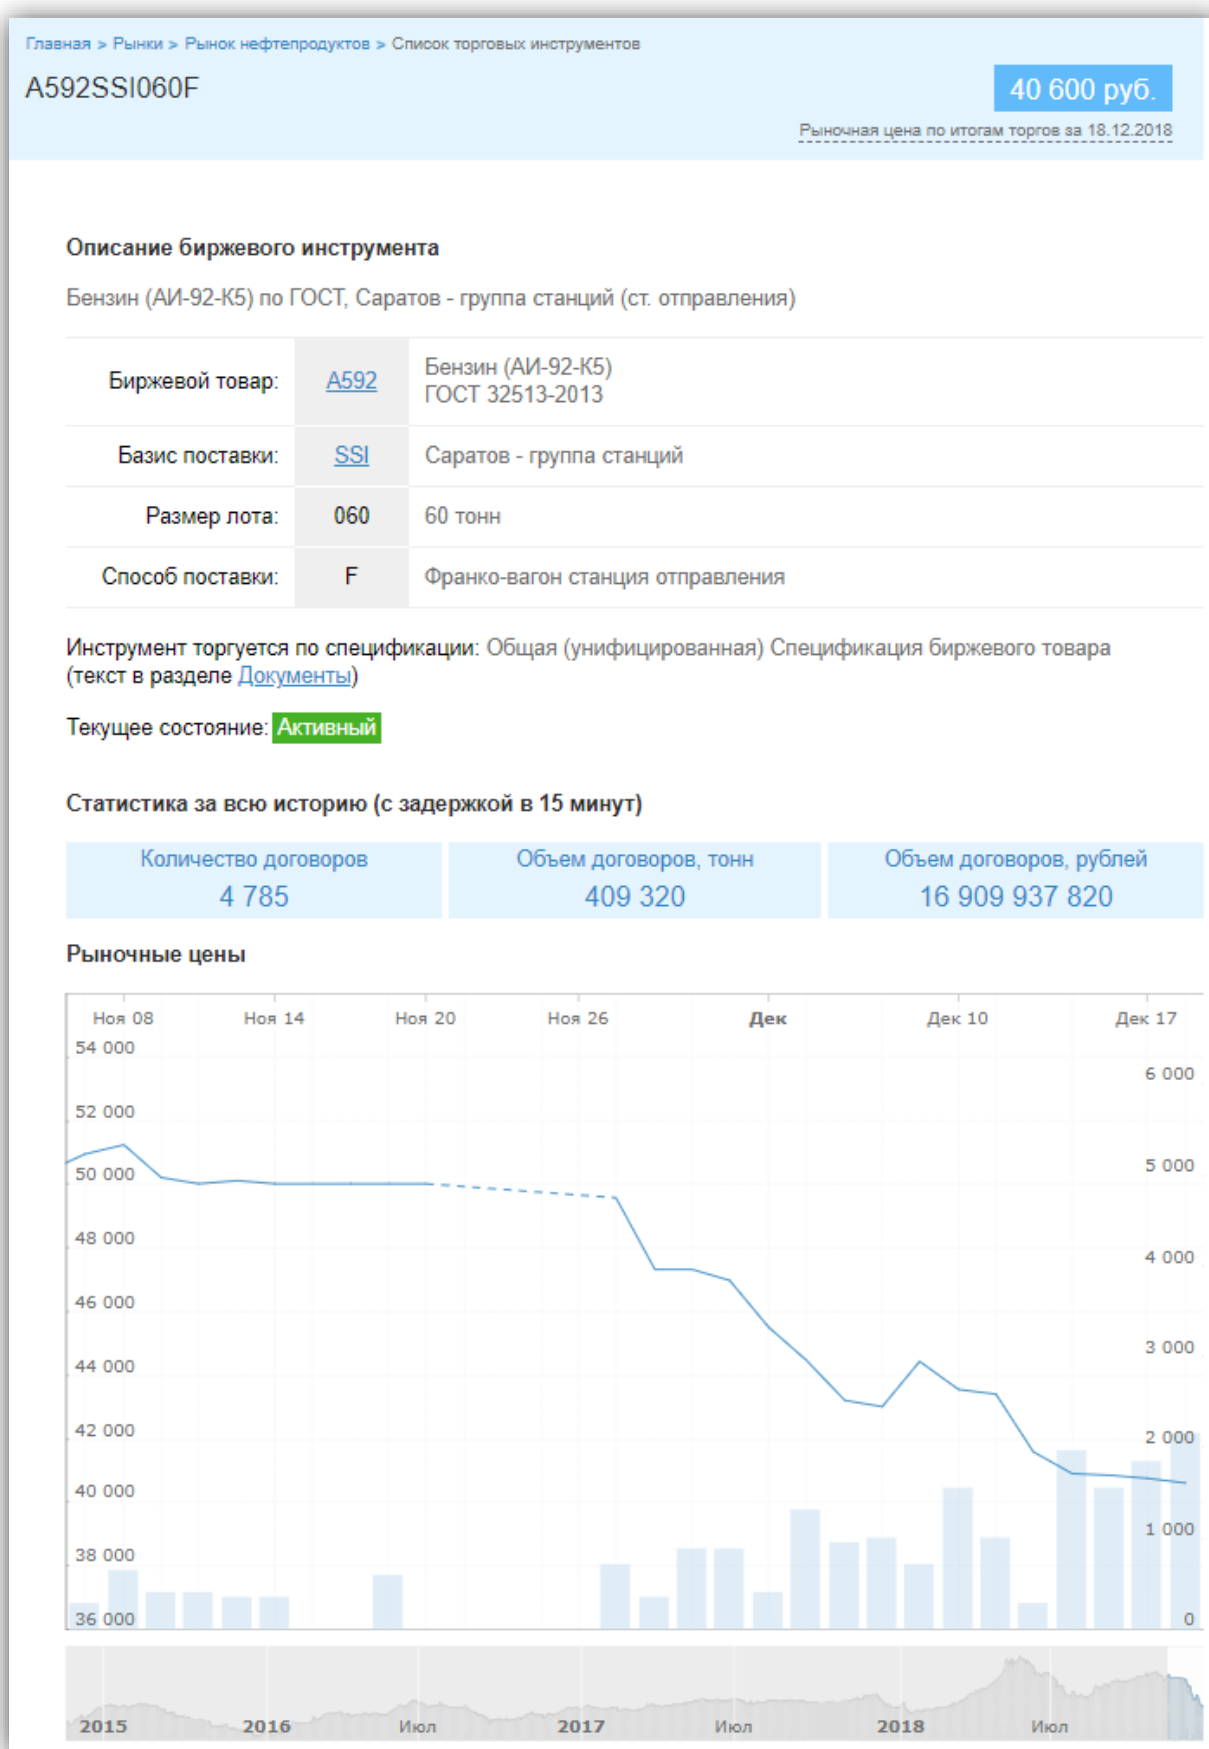 Главная > Рынки > Рынок нефтепродуктов > Список торговых инструментов
A592SSI060F
40 600 руб.
Рыночная цена по итогам торгов за 18.12.2018
Описание биржевого инструмента
Бензин (АИ-92-К5) по ГОСТ, Саратов - группа станций (ст. отправления)
Биржевой товар: A592 Бензин (АИ-92-К5)
ГОСТ 32513-2013
Базис поставки: SSI Саратов - группа станций
Размер лота: 060 60 тонн
Способ поставки: F Франко-вагон станция отправления
Инструмент торгуется по спецификации: Общая (унифицированная) Спецификация биржевого товара
(текст в разделе Документы)
Текущее состояние: Активный
Статистика за всю историю (с задержкой в 15 минут)
Количество договоров Объем договоров, тонн Объем договоров, рублей
4 785 409 320 16 909 937 820
Рыночные цены
Ноя 08 Ноя 14 Ноя 20 Ноя 26 Дек Дек 10 Дек 17
54 000
6 000
52 000
50 000 5 000
48 000
4 000
46 000
3 000
44 000
42 000 2 000
40 000
1 000
38 000
36 000 0
2015 2016 Июл 2017 Июл 2018 Июл